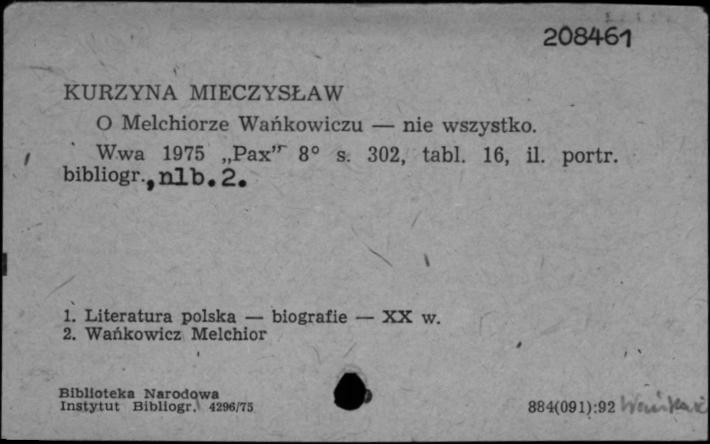 208461
KURZYNA MIECZYSŁAW
O Melchiorze Wańkowiczu — nie wszystko.
W.wa 1975 „Pax” 8° s. 302, tabl. 16, il. portr.
bibliogr., nlb. 2.
1. Literatura polska — biografie — XX w.
2. Wańkowicz Melchior
Biblioteka Narodowa
Instytut Bibliogr. 4296/75
884(091):92